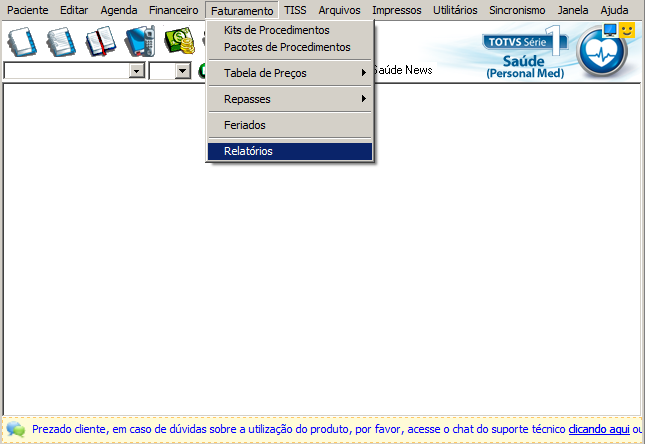 Paciente Editar Agenda Financeiro Faturamento TISS Arquivos Impressos Utilitários Sincronismo Janela Ajuda
Kits de Procedimentos
Pacotes de Procedimentos
Tabela de Preços
Repasses
Feriados
Relatórios
Saúde News
TOTVS Série 1
Saúde
(Personal Med)
Prezado cliente, em caso de dúvidas sobre a utilização do produto, por favor, acesse o chat do suporte técnico clicando aqui ou